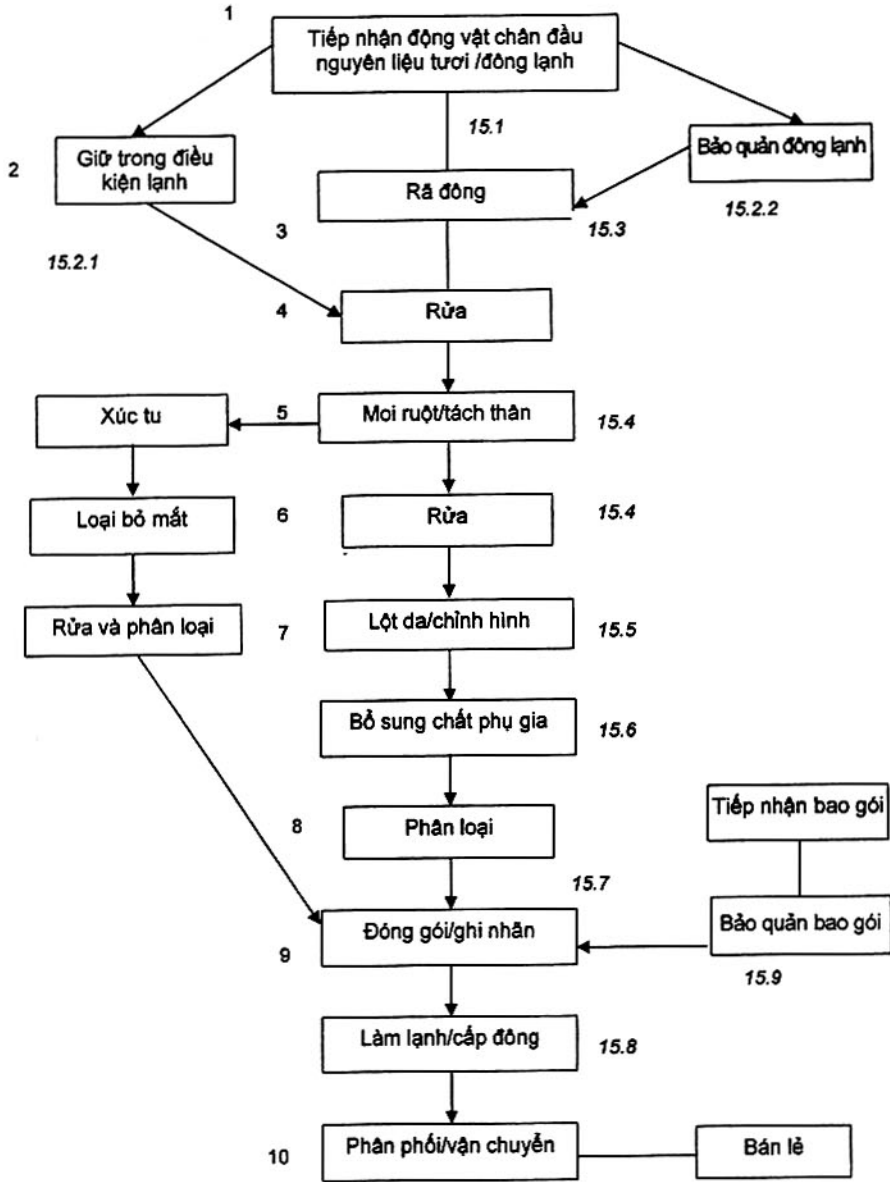 1
Tiếp nhận động vật chân đầu
nguyên liệu tươi /đông lạnh
15.1
2
Giữ trong điều
kiện lạnh
Bảo quản đông lạnh
Rã đông
15.2.2
3
15.3
15.2.1
4
Rửa
Xúc tu
5
Moi ruột/tách thân
15.4
Loại bỏ mắt
6
Rửa
15.4
Rửa và phân loại
7
Lột da/chỉnh hình
15.5
Bổ sung chất phụ gia
15.6
Tiếp nhận bao gói
8
Phân loại
15.7
Đóng gói/ghi nhãn
Bảo quản bao gói
9
15.9
Làm lạnh/cấp đông
15.8
10
Phân phối/vận chuyển
Bán lẻ